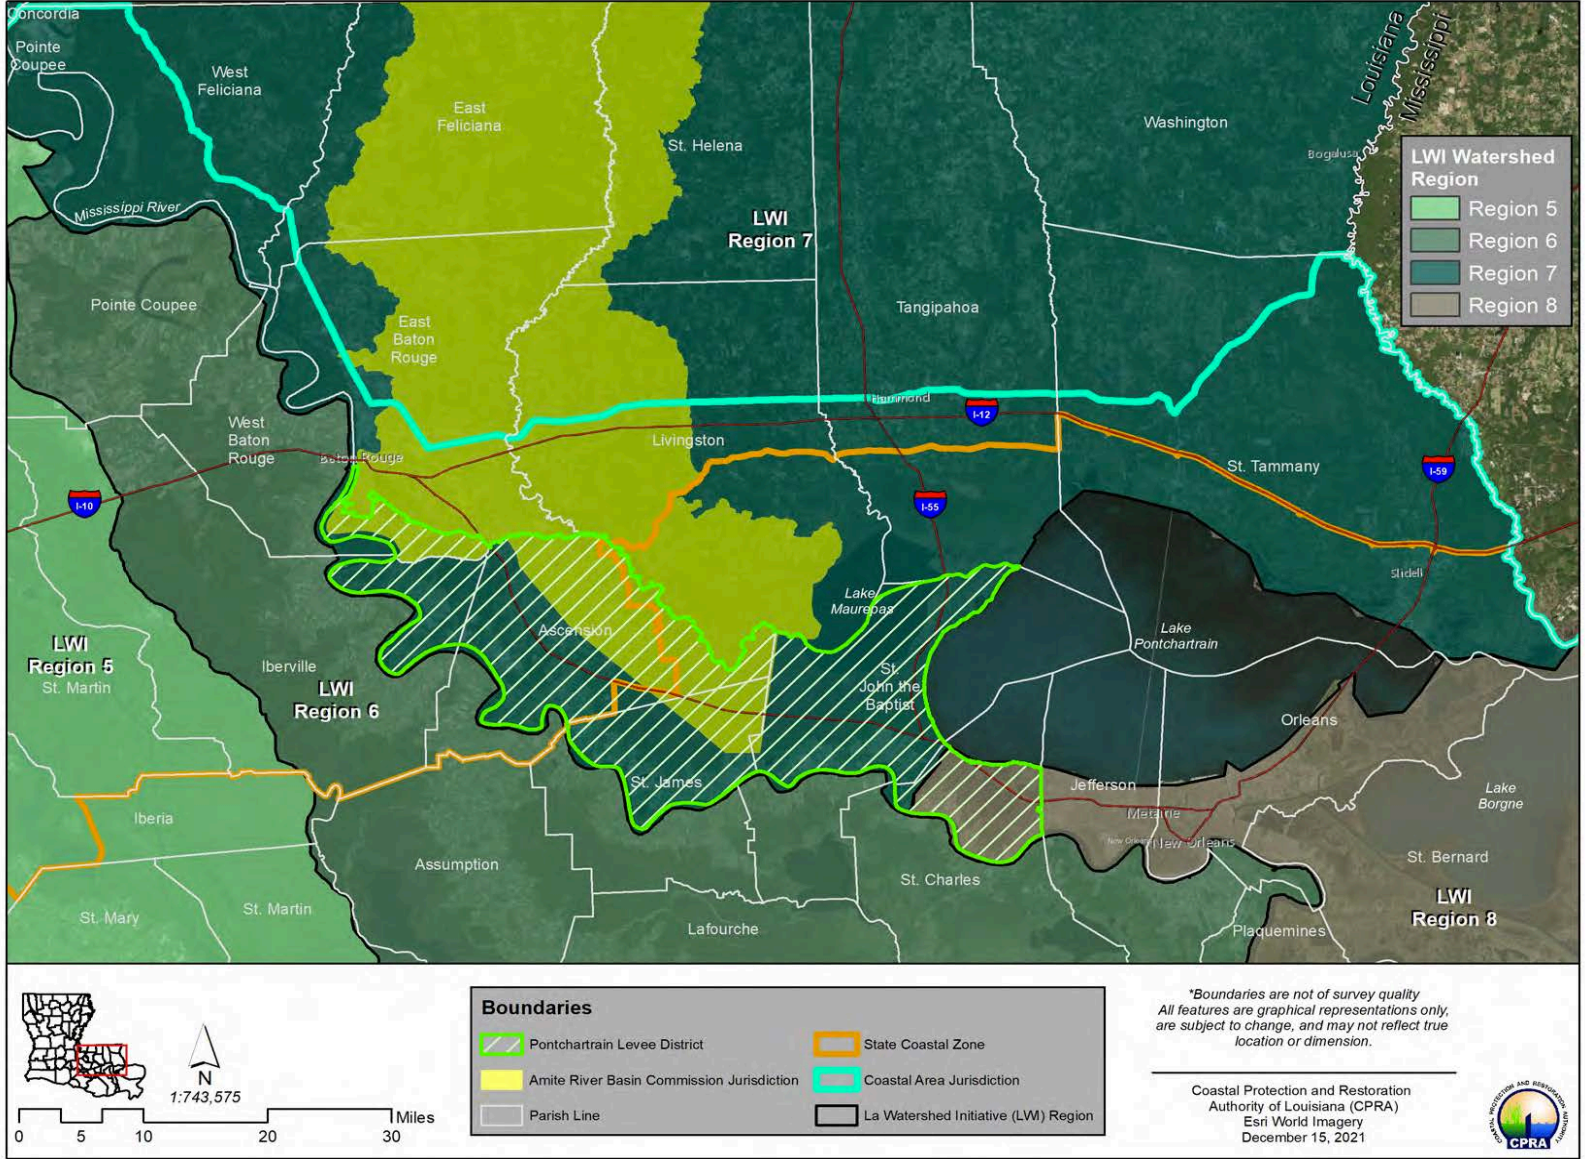 Concordia
Pointe
Coupee
West
Feliciana
East
Feliciana
St. Helena
Washington
Bogalusa
Louisiana
Mississippi
LWI Watershed
Region
Region 5
Region 6
Region 7
Region 8
Mississippi River
LWI
Region 7
Pointe Coupee
East
Baton
Rouge
Tangipahoa
Hammond
I-12
West
Baton
Rouge
Baton Rouge
Livingston
St. Tammany
I-59
I-10
I-55
Slidell
Lake
Maurepas
Lake
Pontchartrain
Ascension
LWI
Region 5
St. Martin
Iberville
LWI
Region 6
St.
John the
Baptist
Orleans
St. James
Jefferson
Lake
Borgne
Iberia
Metairie
New Orleans
New Orleans
Assumption
St. Charles
St. Bernard
LWI
Region 8
St. Mary
St. Martin
Lafourche
Plaquemines
N
1:743,575
Miles
0 5 10 20 30
Boundaries
Pontchartrain Levee District
Amite River Basin Commission Jurisdiction
Parish Line
State Coastal Zone
Coastal Area Jurisdiction
La Watershed Initiative (LWI) Region
*Boundaries are not of survey quality
All features are graphical representations only,
are subject to change, and may not reflect true
location or dimension.
Coastal Protection and Restoration
Authority of Louisiana (CPRA)
Esri World Imagery
December 15, 2021
COASTAL PROTECTION AND RESTORATION AUTHORITY
CPRA